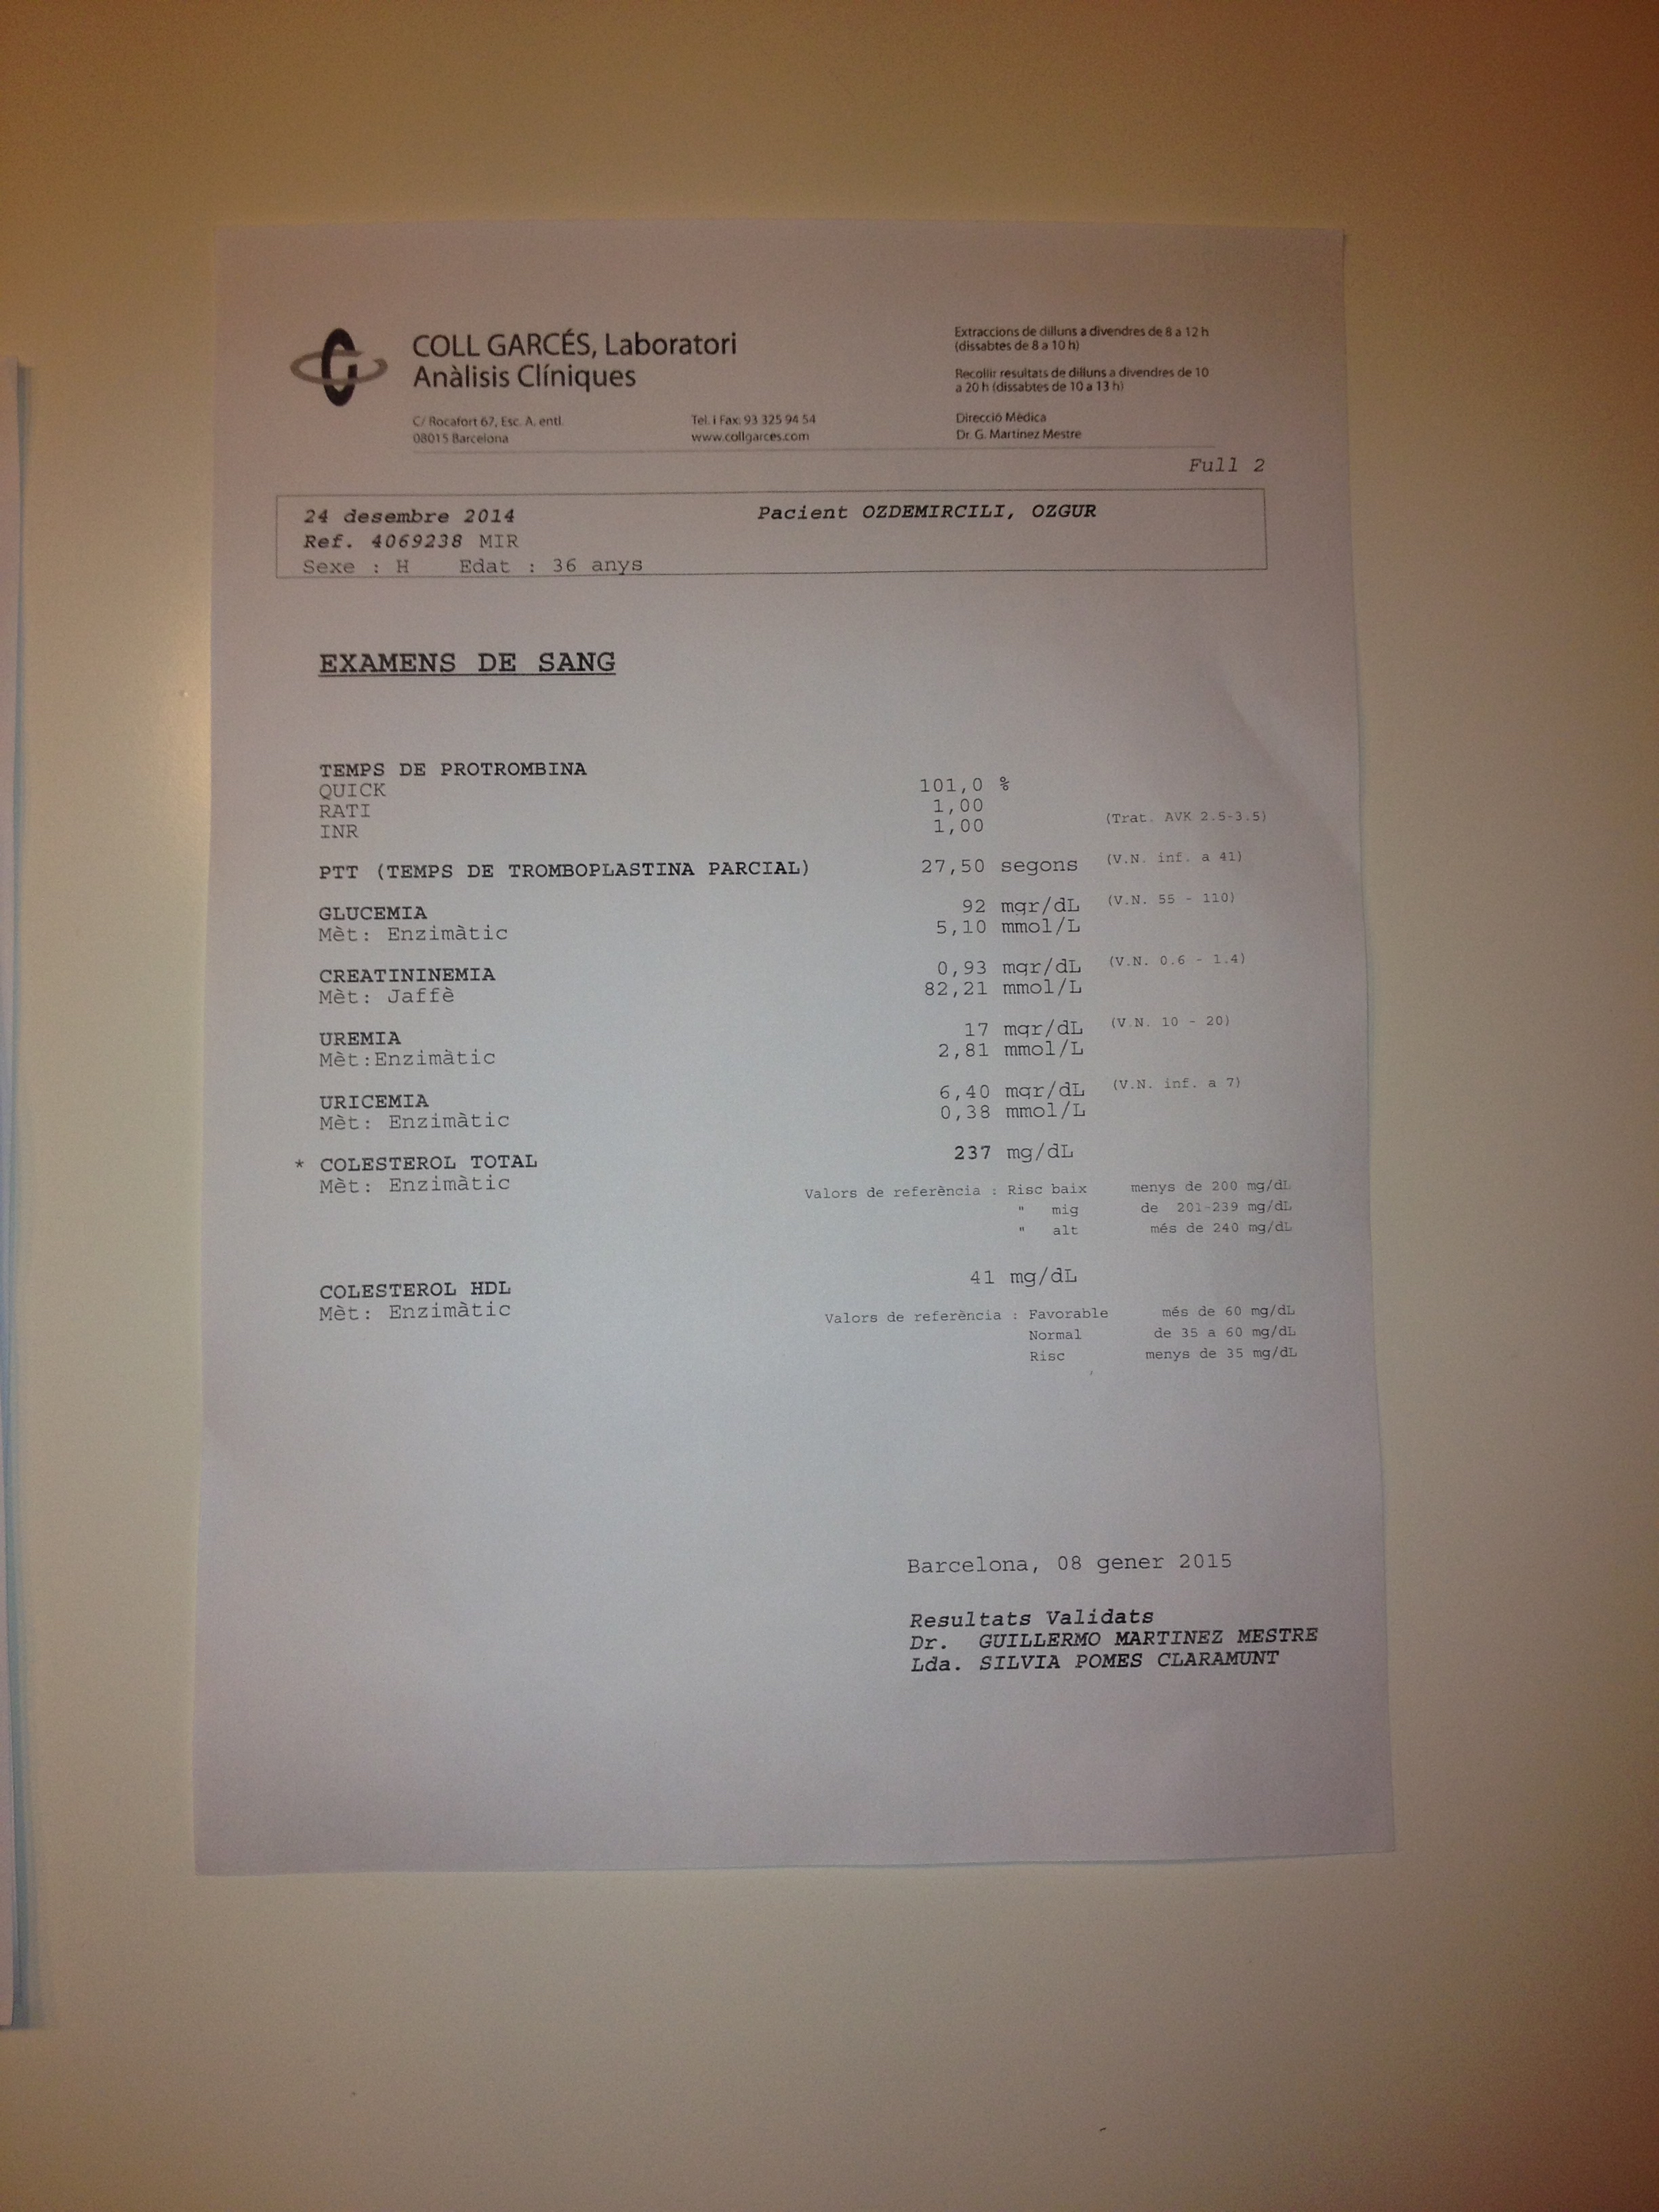 COLL GARCÉS, Laboratori
Anàlisis Clíniques
C/ Rocafort 67, Esc. A, entl.
08015 Barcelona
Tel. i Fax: 93 325 94 54
www.collgarces.com
Extraccions de dilluns a divendres de 8 a 12 h
(dissabtes de 8 a 10 h)
Recollir resultats de dilluns a divendres de 10
a 20 h (dissabtes de 10 a 13 h)
Direcció Mèdica
Dr. G. Martinez Mestre
Full 2
24 desembre 2014 Pacient OZDEMIRCILI, OZGUR
Ref. 4069238 MIR
Sexe : H Edat : 36 anys
EXAMENS DE SANG
TEMPS DE PROTROMBINA
QUICK 101,0 %
RATI 1,00
INR 1,00 (Trat. AVK 2.5-3.5)
PTT (TEMPS DE TROMBOPLASTINA PARCIAL) 27,50 segons (V.N. inf. a 41)
GLUCEMIA 92 mgr/dL (V.N. 55 - 110)
Mèt: Enzimàtic 5,10 mmol/L
CREATININEMIA 0,93 mgr/dL (V.N. 0.6 - 1.4)
Mèt: Jaffè 82,21 mmol/L
UREMIA 17 mgr/dL (V.N. 10 - 20)
Mèt:Enzimàtic 2,81 mmol/L
URICEMIA 6,40 mgr/dL (V.N. inf. a 7)
Mèt: Enzimàtic 0,38 mmol/L
* COLESTEROL TOTAL 237 mg/dL
Mèt: Enzimàtic Valors de referència : Risc baix menys de 200 mg/dL
" mig de 201-239 mg/dL
" alt més de 240 mg/dL
COLESTEROL HDL 41 mg/dL
Mèt: Enzimàtic Valors de referència : Favorable més de 60 mg/dL
Normal de 35 a 60 mg/dL
Risc menys de 35 mg/dL
Barcelona, 08 gener 2015
Resultats Validats
Dr. GUILLERMO MARTINEZ MESTRE
Lda. SILVIA POMES CLARAMUNT